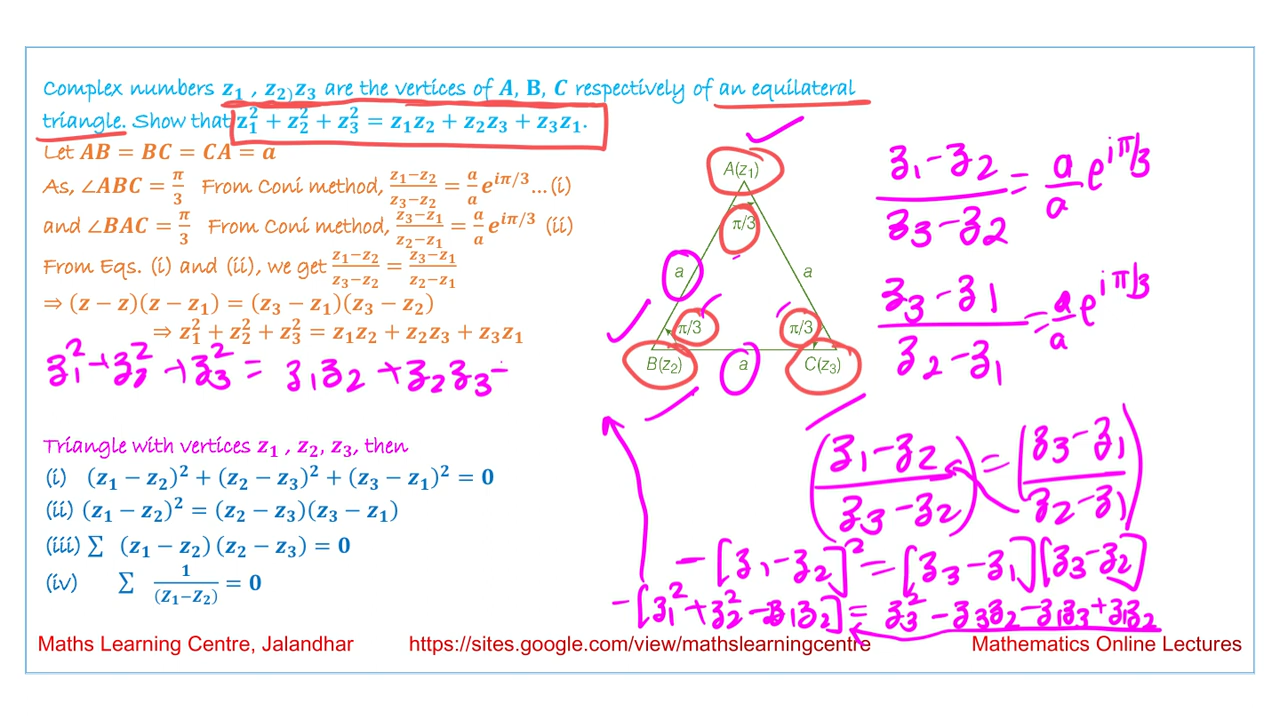 Complex numbers z₁ , z₂₎ z₃ are the vertices of A, B, C respectively of an equilateral
triangle. Show that z₁² + z₂² + z₃² = z₁z₂ + z₂z₃ + z₃z₁.
Let AB = BC = CA = a
As, ∠ABC = π/3 From Coni method, (z₁−z₂)/(z₃−z₂) = a/a e^(iπ/3) ... (i)
and ∠BAC = π/3 From Coni method, (z₃−z₁)/(z₂−z₁) = a/a e^(iπ/3) (ii)
From Eqs. (i) and (ii), we get (z₁−z₂)/(z₃−z₂) = (z₃−z₁)/(z₂−z₁)
⇒ (z − z)(z − z₁) = (z₃ − z₁)(z₃ − z₂)
⇒ z₁² + z₂² + z₃² = z₁z₂ + z₂z₃ + z₃z₁
z₁² + z₂² + z₃² = z₁z₂ + z₂z₃ −
Triangle with vertices z₁ , z₂, z₃, then
(i) (z₁ − z₂)² + (z₂ − z₃)² + (z₃ − z₁)² = 0
(ii) (z₁ − z₂)² = (z₂ − z₃)(z₃ − z₁)
(iii) ∑ (z₁ − z₂) (z₂ − z₃) = 0
(iv) ∑ 1/(z₁−z₂) = 0
A(z₁)
π/3
a
a
π/3
π/3
B(z₂)
a
C(z₃)
(z₁−z₂)/(z₃−z₂) = a/a e^(iπ/3)
(z₃−z₁)/(z₂−z₁) = a/a e^(iπ/3)
((z₁−z₂)/(z₃−z₂)) = ((z₃−z₁)/(z₂−z₁))
−[z₁−z₂]² = [z₃−z₁][z₃−z₂]
−[z₁² + z₂² − z₁z₂] = z₃² − z₃z₂ − z₁z₃ + z₁z₂
Maths Learning Centre, Jalandhar
https://sites.google.com/view/mathslearningcentre
Mathematics Online Lectures